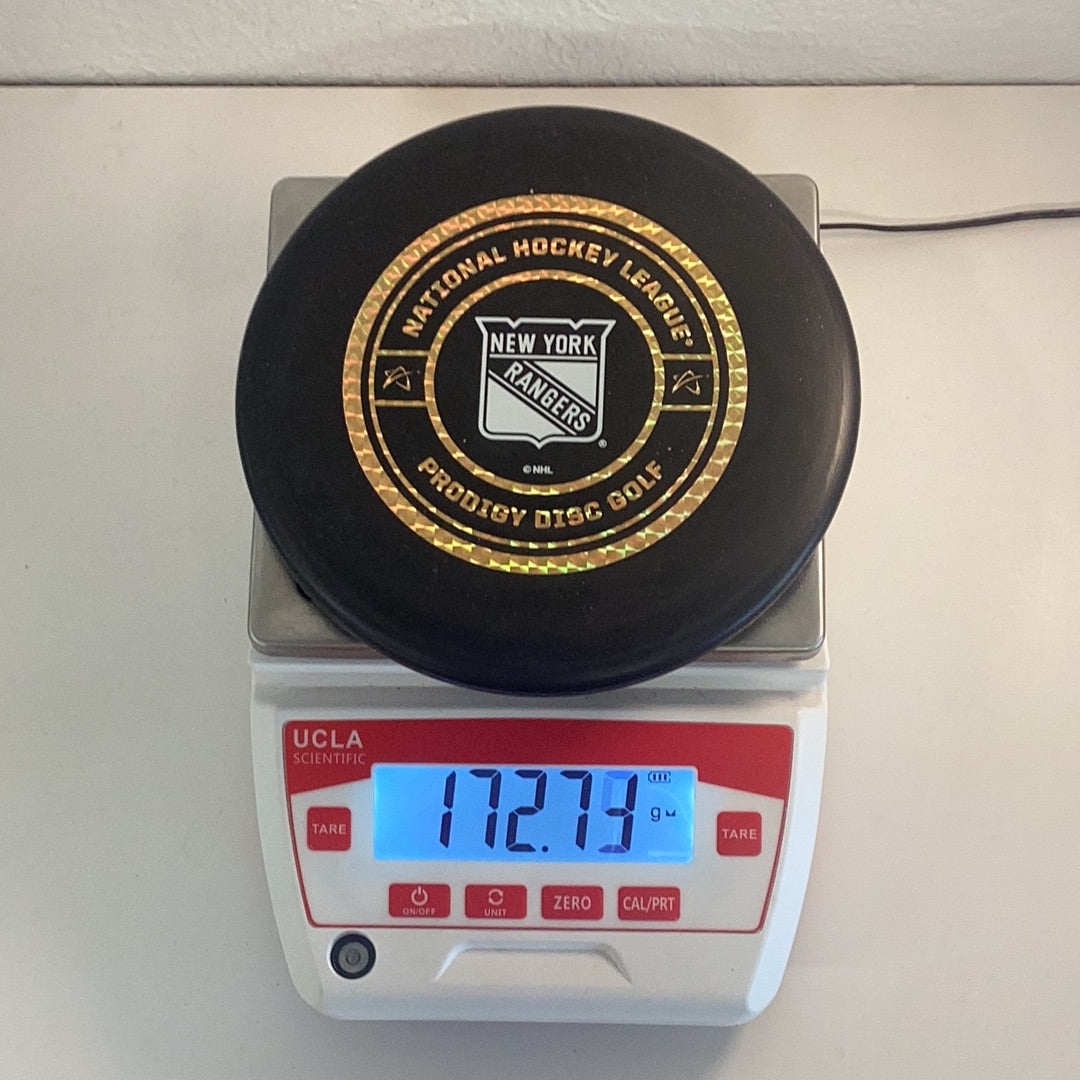 NATIONAL HOCKEY LEAGUE®
NEW YORK
RANGERS
®
© NHL
PRODIGY DISC GOLF
UCLA
SCIENTIFIC
172.7
g
TARE
TARE
ON/OFF
UNIT
ZERO
CAL/PRT